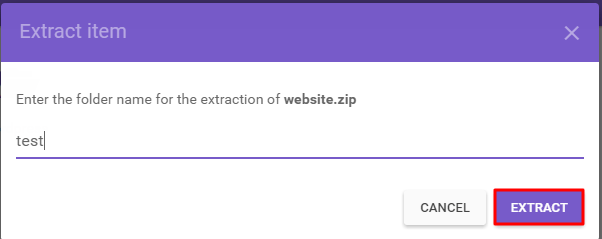 Extract item
Enter the folder name for the extraction of website.zip
test
CANCEL EXTRACT